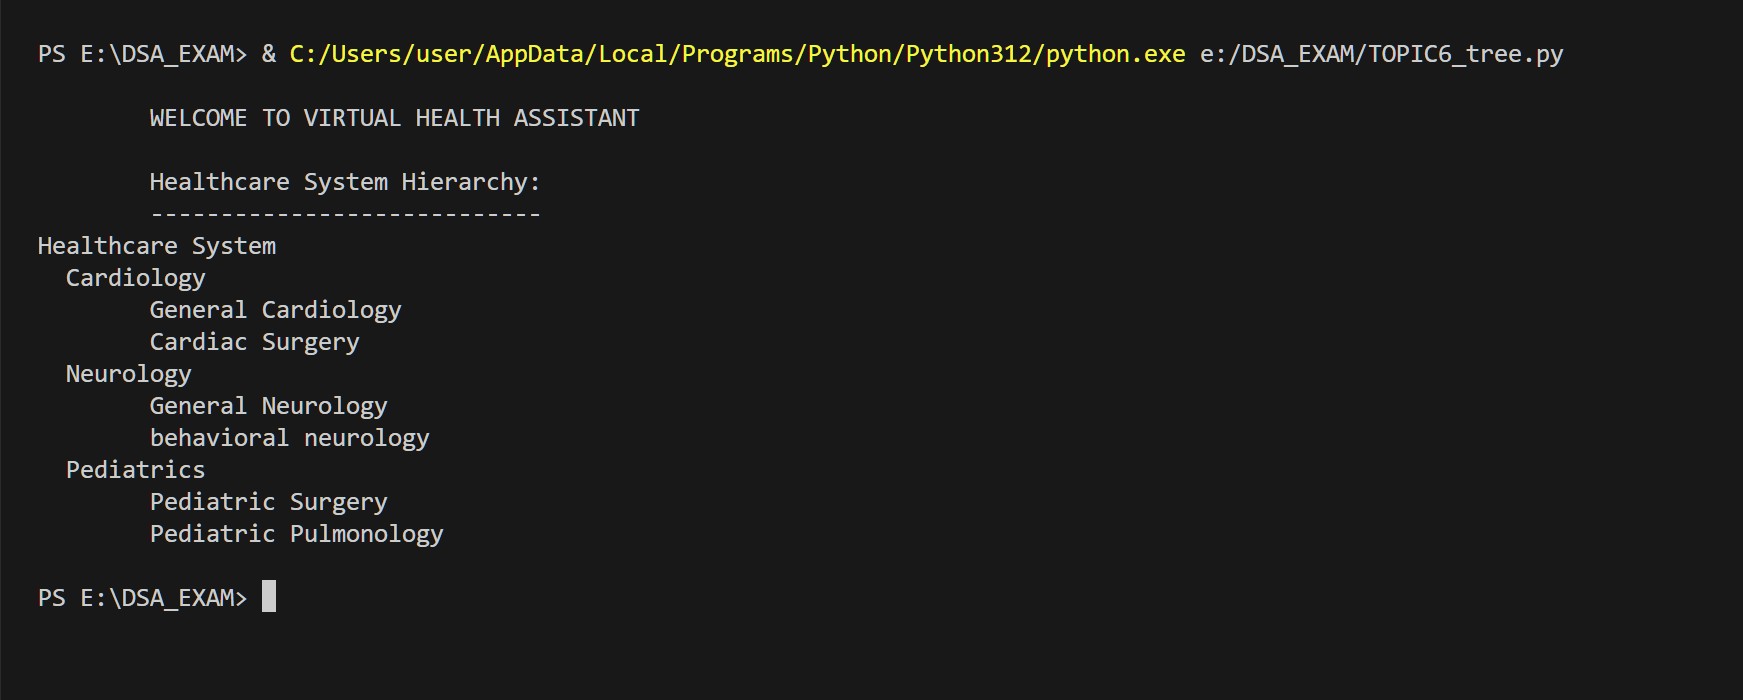 PS E:\DSA_EXAM> & C:/Users/user/AppData/Local/Programs/Python/Python312/python.exe e:/DSA_EXAM/TOPIC6_tree.py
WELCOME TO VIRTUAL HEALTH ASSISTANT
Healthcare System Hierarchy:
----------------------------
Healthcare System
Cardiology
General Cardiology
Cardiac Surgery
Neurology
General Neurology
behavioral neurology
Pediatrics
Pediatric Surgery
Pediatric Pulmonology
PS E:\DSA_EXAM>